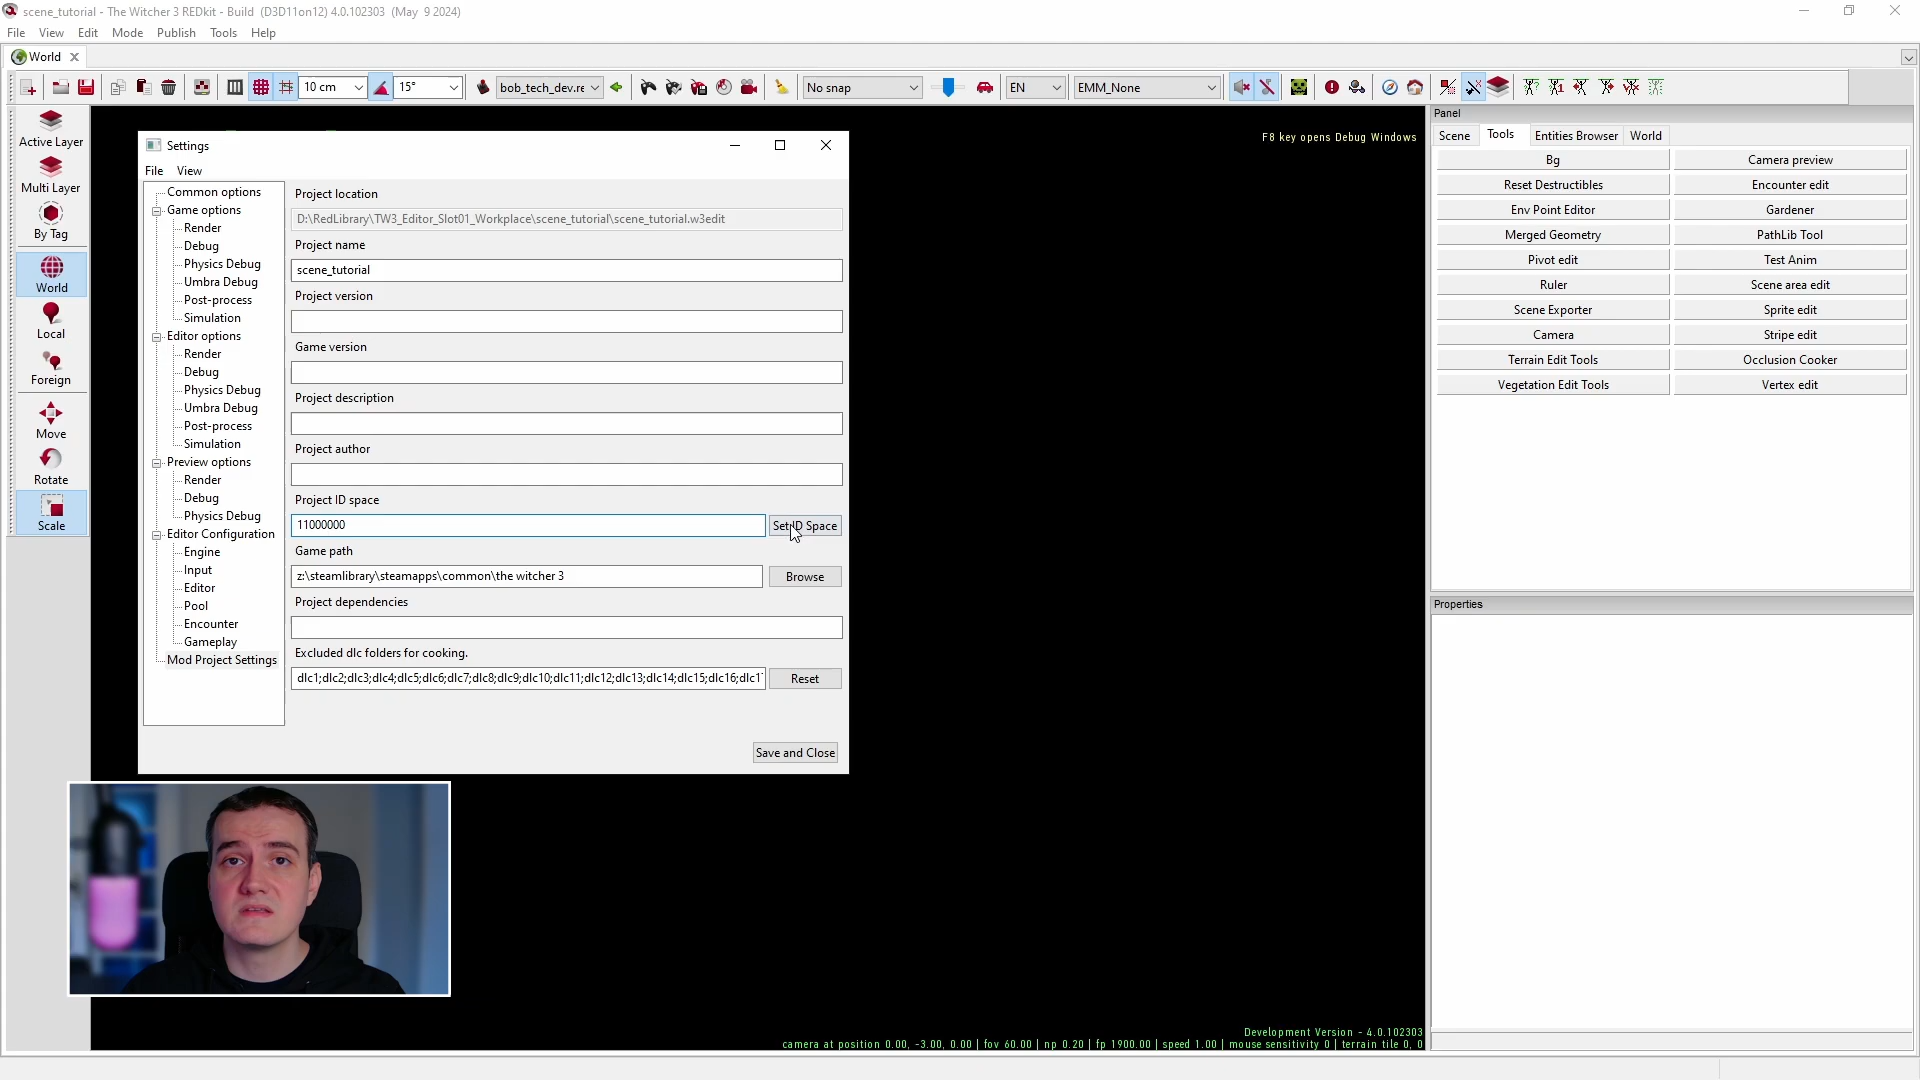 scene_tutorial - The Witcher 3 REDkit - Build (D3D11on12) 4.0.102303 (May 9 2024)
File View Edit Mode Publish Tools Help
World
10 cm 15° bob_tech_dev.re No snap EN EMM_None
Active Layer
Multi Layer
By Tag
World
Local
Foreign
Move
Rotate
Scale
F8 key opens Debug Windows
Settings
File View
Common options
Game options
Render
Debug
Physics Debug
Umbra Debug
Post-process
Simulation
Editor options
Render
Debug
Physics Debug
Umbra Debug
Post-process
Simulation
Preview options
Render
Debug
Physics Debug
Editor Configuration
Engine
Input
Editor
Pool
Encounter
Gameplay
Mod Project Settings
Project location
D:\RedLibrary\TW3_Editor_Slot01_Workplace\scene_tutorial\scene_tutorial.w3edit
Project name
scene_tutorial
Project version
Game version
Project description
Project author
Project ID space
11000000 Set ID Space
Game path
z:\steamlibrary\steamapps\common\the witcher 3 Browse
Project dependencies
Excluded dlc folders for cooking.
dlc1;dlc2;dlc3;dlc4;dlc5;dlc6;dlc7;dlc8;dlc9;dlc10;dlc11;dlc12;dlc13;dlc14;dlc15;dlc16;dlc1 Reset
Save and Close
Panel
Scene Tools Entities Browser World
Bg Camera preview
Reset Destructibles Encounter edit
Env Point Editor Gardener
Merged Geometry PathLib Tool
Pivot edit Test Anim
Ruler Scene area edit
Scene Exporter Sprite edit
Camera Stripe edit
Terrain Edit Tools Occlusion Cooker
Vegetation Edit Tools Vertex edit
Properties
Development Version - 4.0.102303
camera at position 0.00, -3.00, 0.00 | fov 60.00 | np 0.20 | fp 1900.00 | speed 1.00 | mouse sensitivity 0 | terrain tile 0, 0